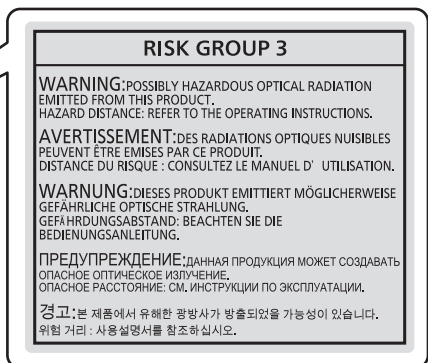 RISK GROUP 3
WARNING:POSSIBLY HAZARDOUS OPTICAL RADIATION
EMITTED FROM THIS PRODUCT.
HAZARD DISTANCE: REFER TO THE OPERATING INSTRUCTIONS.
AVERTISSEMENT:DES RADIATIONS OPTIQUES NUISIBLES
PEUVENT ÊTRE EMISES PAR CE PRODUIT.
DISTANCE DU RISQUE : CONSULTEZ LE MANUEL D' UTILISATION.
WARNUNG:DIESES PRODUKT EMITTIERT MÖGLICHERWEISE
GEFÄHRLICHE OPTISCHE STRAHLUNG.
GEFÄHRDUNGSABSTAND: BEACHTEN SIE DIE
BEDIENUNGSANLEITUNG.
ПРЕДУПРЕЖДЕНИЕ:ДАННАЯ ПРОДУКЦИЯ МОЖЕТ СОЗДАВАТЬ
ОПАСНОЕ ОПТИЧЕСКОЕ ИЗЛУЧЕНИЕ.
ОПАСНОЕ РАССТОЯНИЕ: СМ. ИНСТРУКЦИИ ПО ЭКСПЛУАТАЦИИ.
경고:본 제품에서 유해한 광방사가 방출되었을 가능성이 있습니다.
위험 거리 : 사용설명서를 참조하십시오.